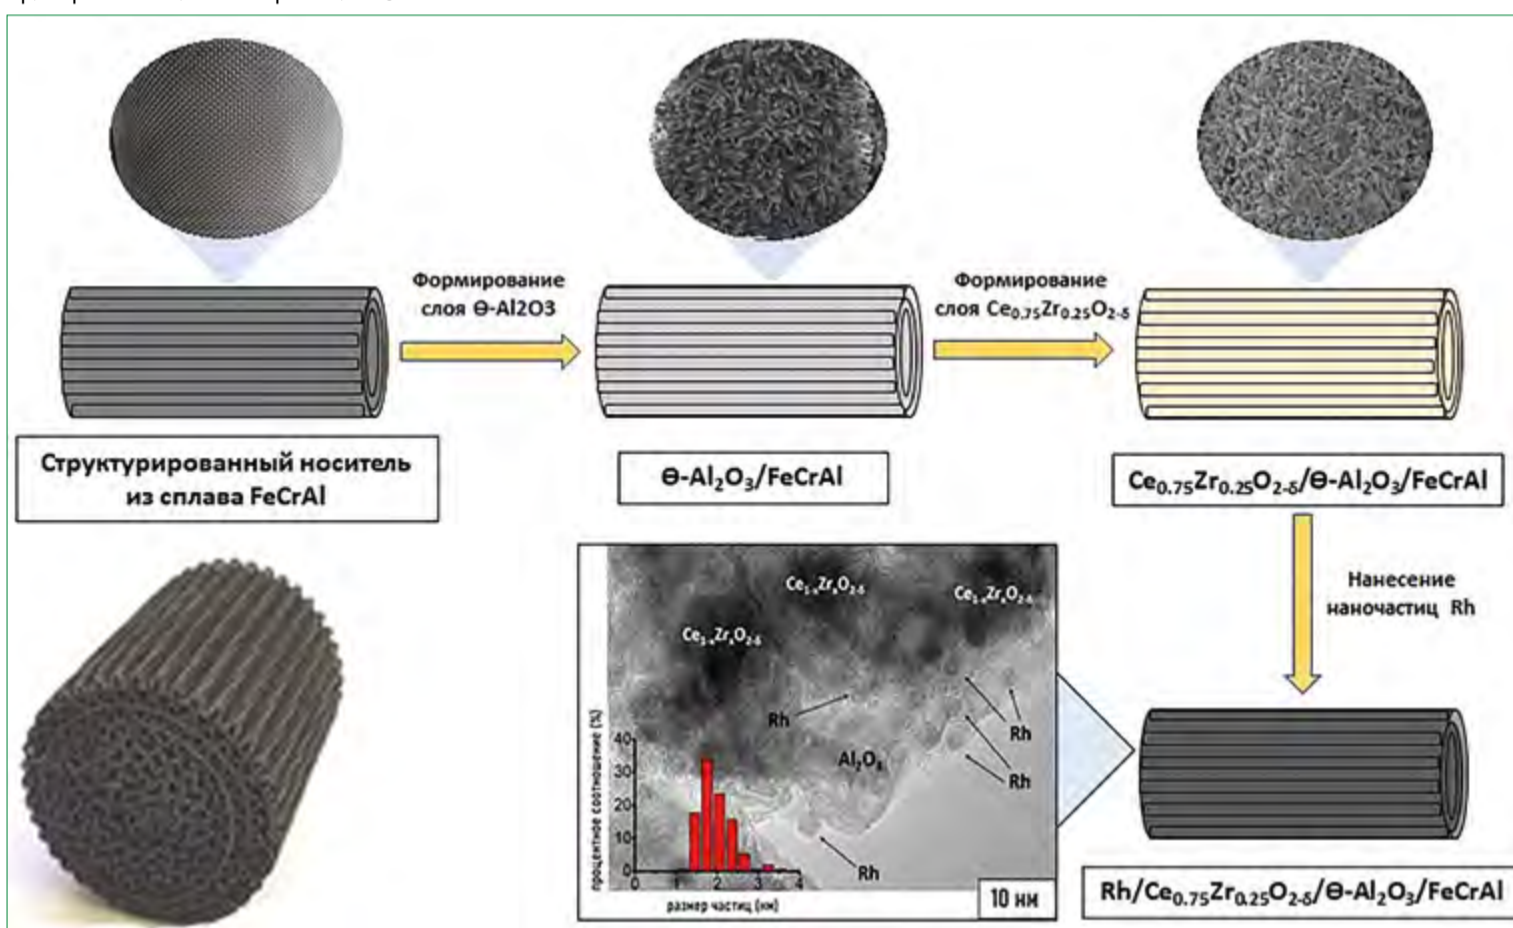 Формирование
слоя Ѳ-Al2O3
Формирование
слоя Ce₀.₇₅Zr₀.₂₅O₂₋δ
Структурированный носитель
из сплава FeCrAl
Ѳ-Al₂O₃/FeCrAl
Ce₀.₇₅Zr₀.₂₅O₂₋δ/Ѳ-Al₂O₃/FeCrAl
Нанесение
наночастиц Rh
Ce₁₋ₓZrₓO₂₋δ
Ce₁₋ₓZrₓO₂₋δ
Ce₁₋ₓZrₓO₂₋δ
Rh
Rh
Al₂O₃
Rh
Rh
процентное соотношение (%)
40
30
20
10
0
0 1 2 3 4
размер частиц (нм)
10 нм
Rh/Ce₀.₇₅Zr₀.₂₅O₂₋δ/Ѳ-Al₂O₃/FeCrAl